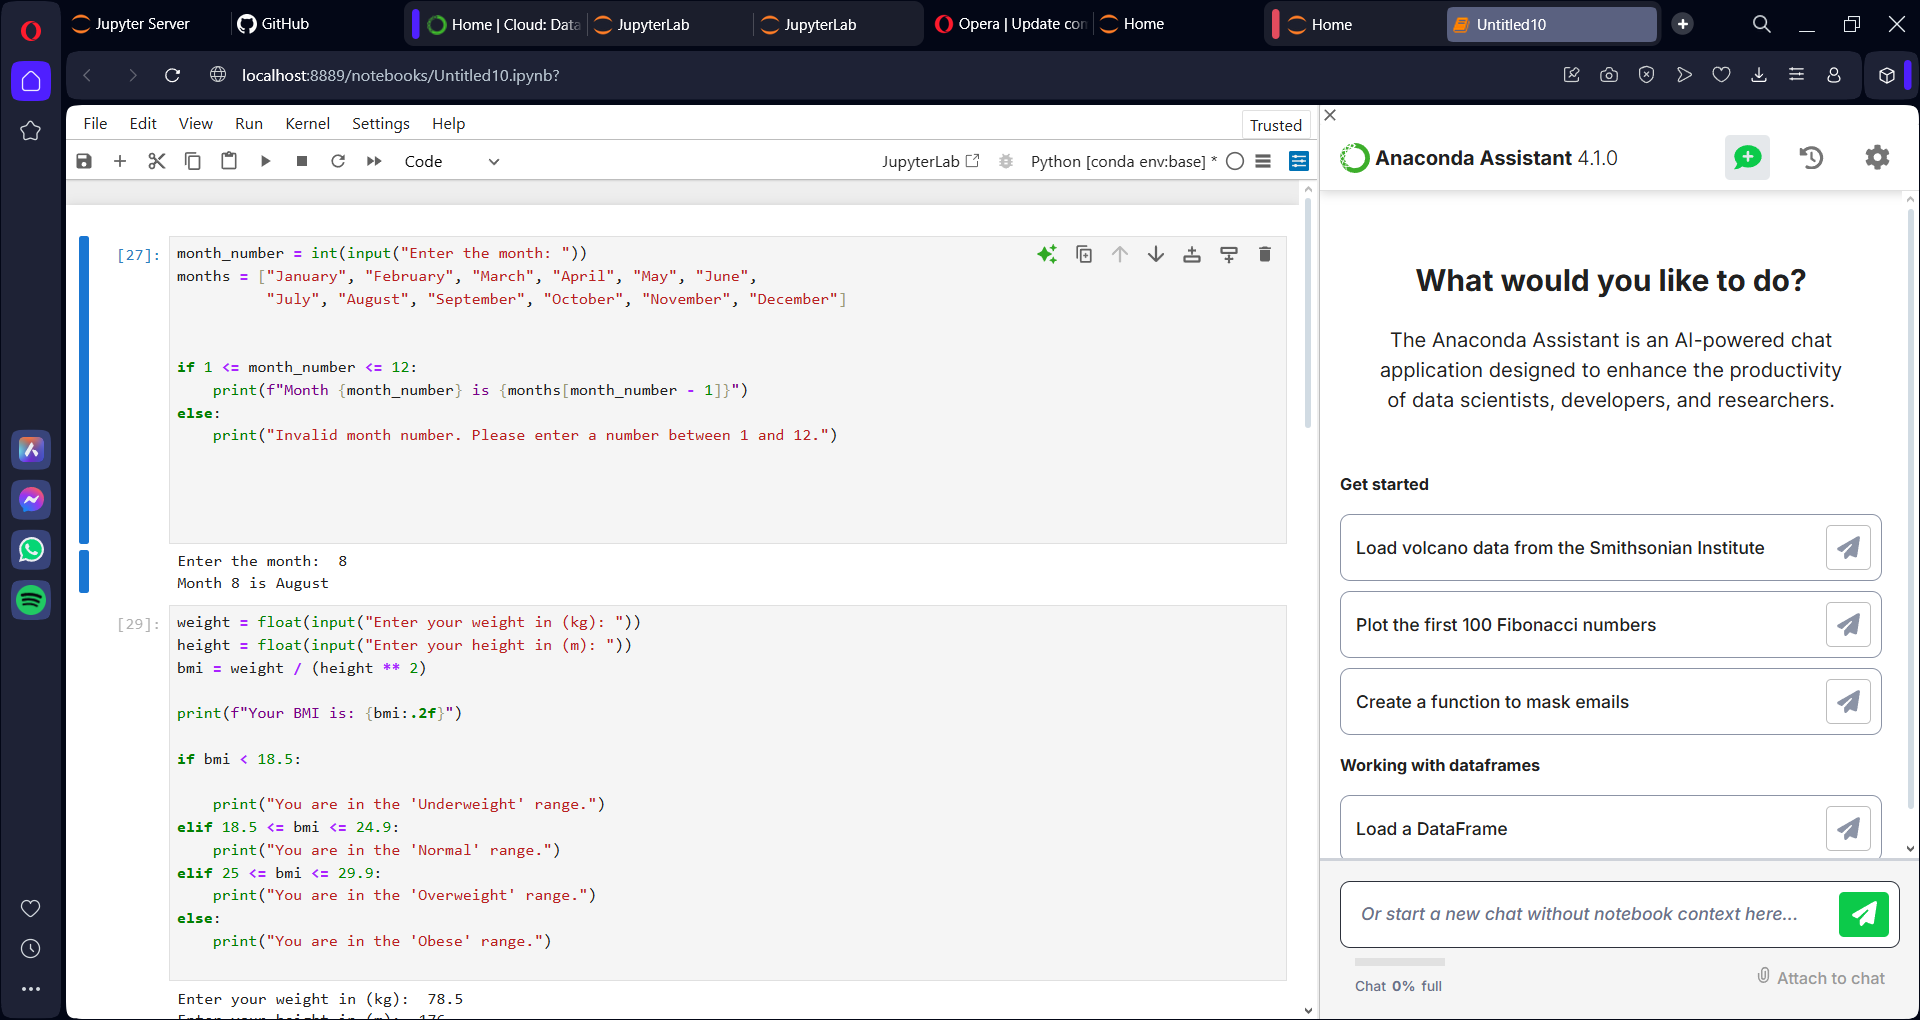 Jupyter Server
GitHub
Home | Cloud: Data
JupyterLab
JupyterLab
Opera | Update con
Home
Home
Untitled10
localhost:8889/notebooks/Untitled10.ipynb?
File Edit View Run Kernel Settings Help
Trusted
Code
JupyterLab
Python [conda env:base] *
[27]:
month_number = int(input("Enter the month: "))
months = ["January", "February", "March", "April", "May", "June",
"July", "August", "September", "October", "November", "December"]
if 1 <= month_number <= 12:
print(f"Month {month_number} is {months[month_number - 1]}")
else:
print("Invalid month number. Please enter a number between 1 and 12.")
Enter the month: 8
Month 8 is August
[29]:
weight = float(input("Enter your weight in (kg): "))
height = float(input("Enter your height in (m): "))
bmi = weight / (height ** 2)
print(f"Your BMI is: {bmi:.2f}")
if bmi < 18.5:
print("You are in the 'Underweight' range.")
elif 18.5 <= bmi <= 24.9:
print("You are in the 'Normal' range.")
elif 25 <= bmi <= 29.9:
print("You are in the 'Overweight' range.")
else:
print("You are in the 'Obese' range.")
Enter your weight in (kg): 78.5
Enter your height in (m): 176
Anaconda Assistant 4.1.0
What would you like to do?
The Anaconda Assistant is an AI-powered chat
application designed to enhance the productivity
of data scientists, developers, and researchers.
Get started
Load volcano data from the Smithsonian Institute
Plot the first 100 Fibonacci numbers
Create a function to mask emails
Working with dataframes
Load a DataFrame
Or start a new chat without notebook context here...
Chat 0% full
Attach to chat